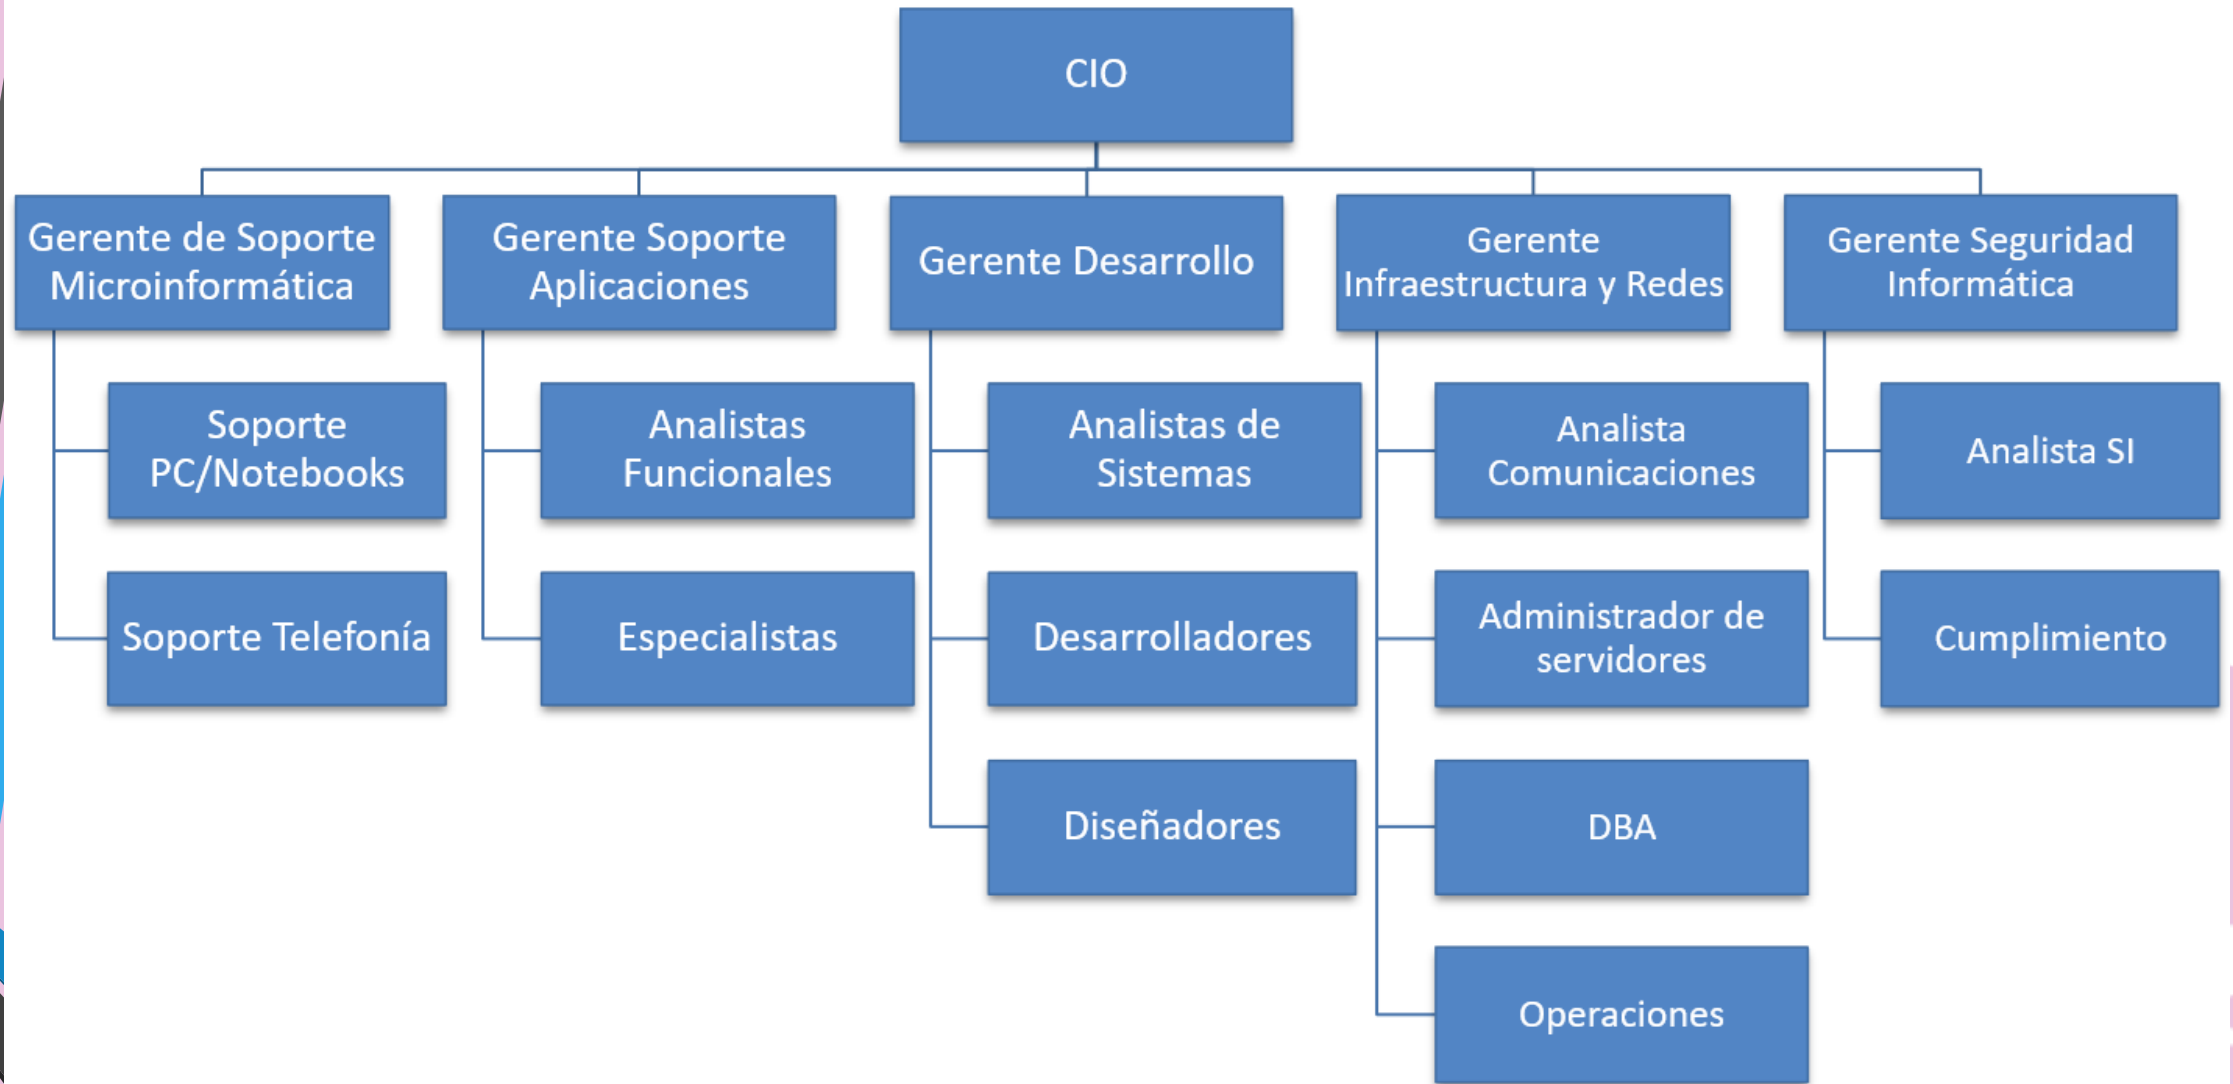 CIO
Gerente de Soporte
Microinformática
Gerente Soporte
Aplicaciones
Gerente Desarrollo
Gerente
Infraestructura y Redes
Gerente Seguridad
Informática
Soporte
PC/Notebooks
Analistas
Funcionales
Analistas de
Sistemas
Analista
Comunicaciones
Analista SI
Soporte Telefonía
Especialistas
Desarrolladores
Administrador de
servidores
Cumplimiento
Diseñadores
DBA
Operaciones